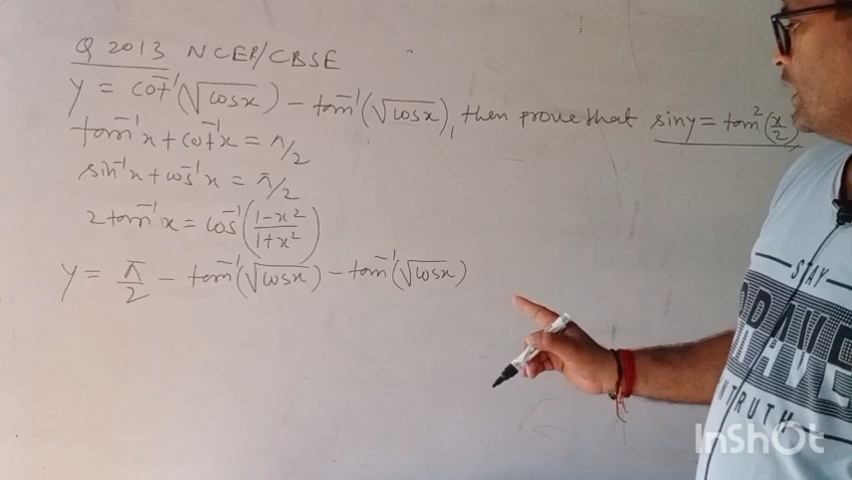 Q 2013 NCER/CBSE
y = cot⁻¹(√cosx) - tan⁻¹(√cosx), then prove that siny = tan²(x/2)
tan⁻¹x + cot⁻¹x = π/2
sin⁻¹x + cos⁻¹x = π/2
2tan⁻¹x = cos⁻¹((1-x²)/(1+x²))
y = π/2 - tan⁻¹(√cosx) - tan⁻¹(√cosx)
STAY
TRUTH
InShOt